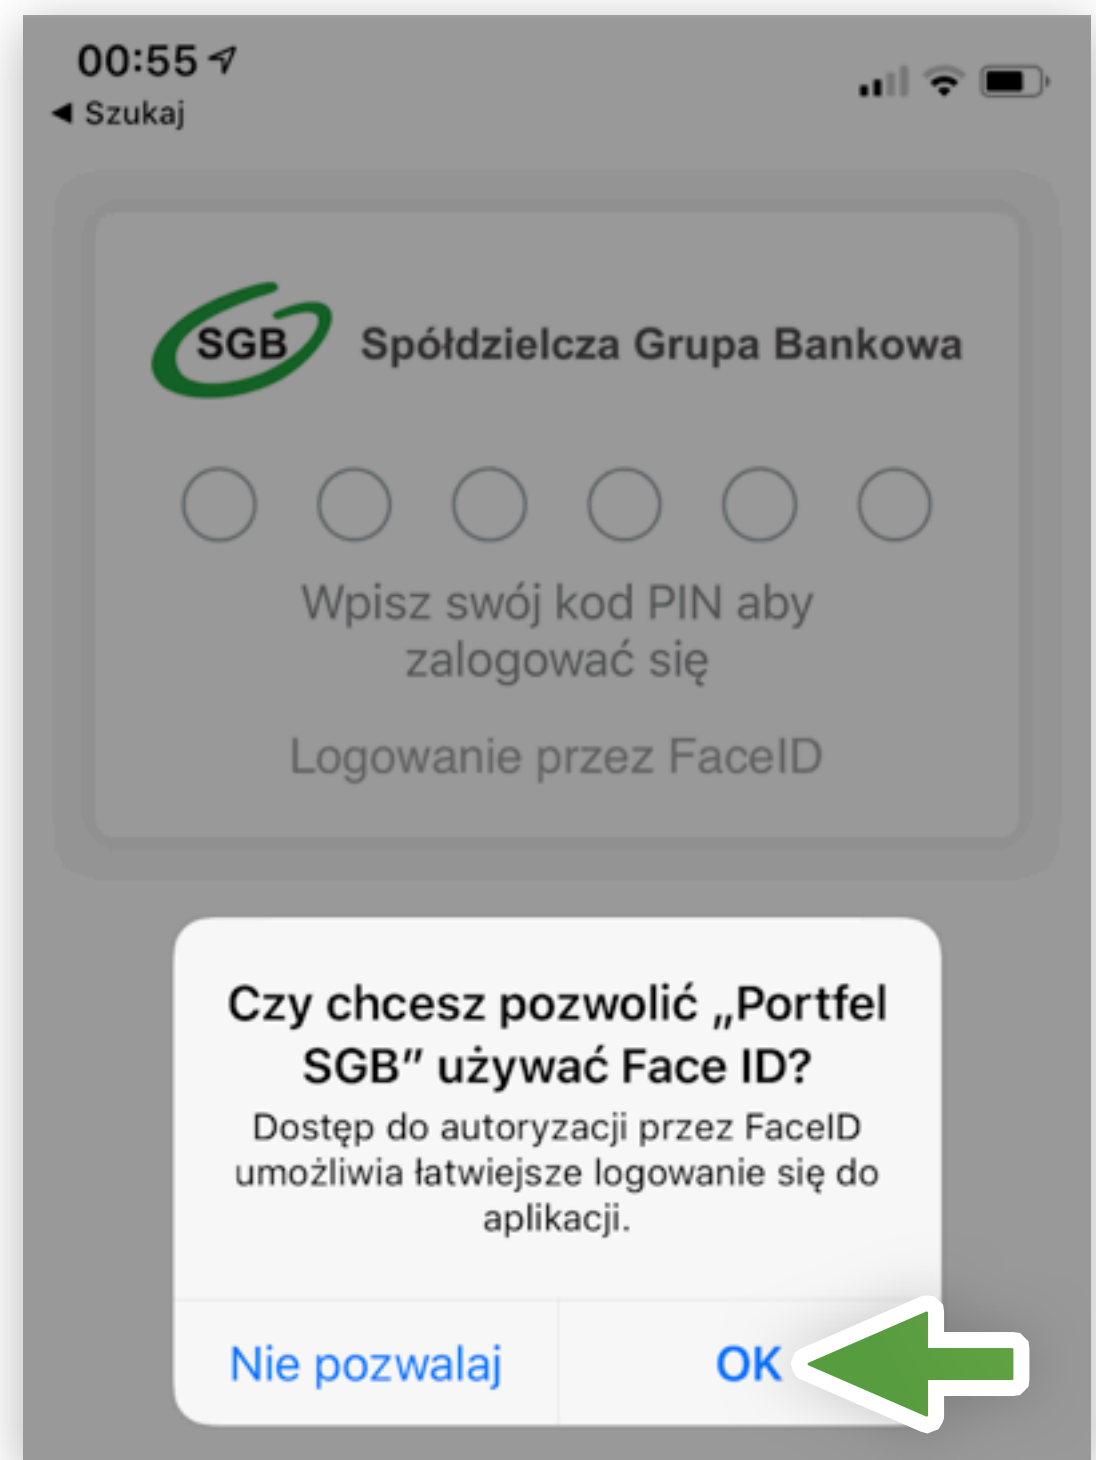 00:55
◀ Szukaj
SGB Spółdzielcza Grupa Bankowa
Wpisz swój kod PIN aby
zalogować się
Logowanie przez FaceID
Czy chcesz pozwolić „Portfel
SGB” używać Face ID?
Dostęp do autoryzacji przez FaceID
umożliwia łatwiejsze logowanie się do
aplikacji.
Nie pozwalaj OK